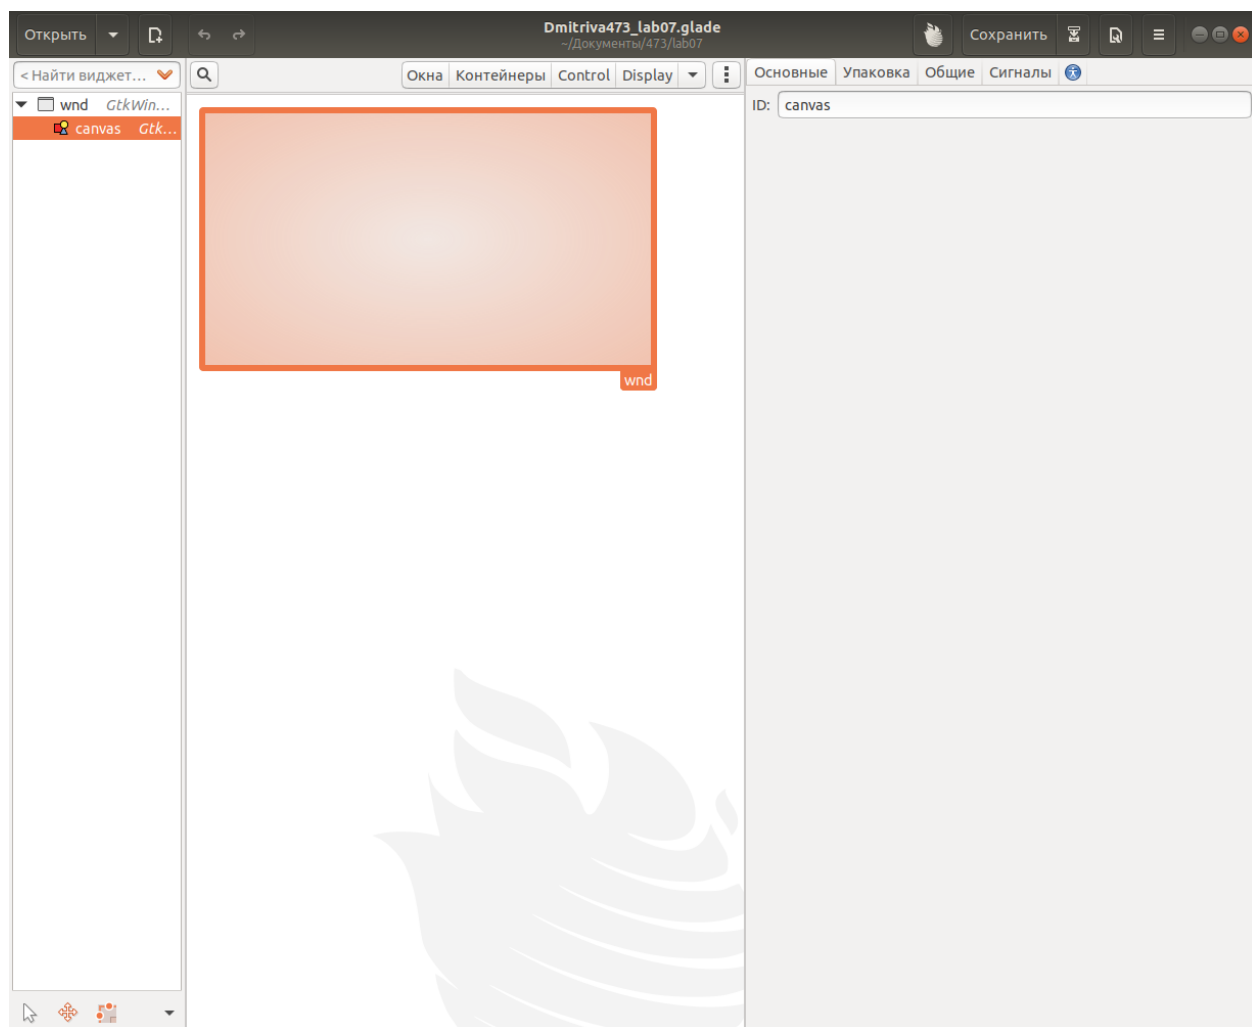 Открыть Dmitriva473_lab07.glade Сохранить
~/Документы/473/lab07
< Найти виджет... Окна Контейнеры Control Display Основные Упаковка Общие Сигналы
wnd GtkWin... ID: canvas
canvas Gtk...
wnd